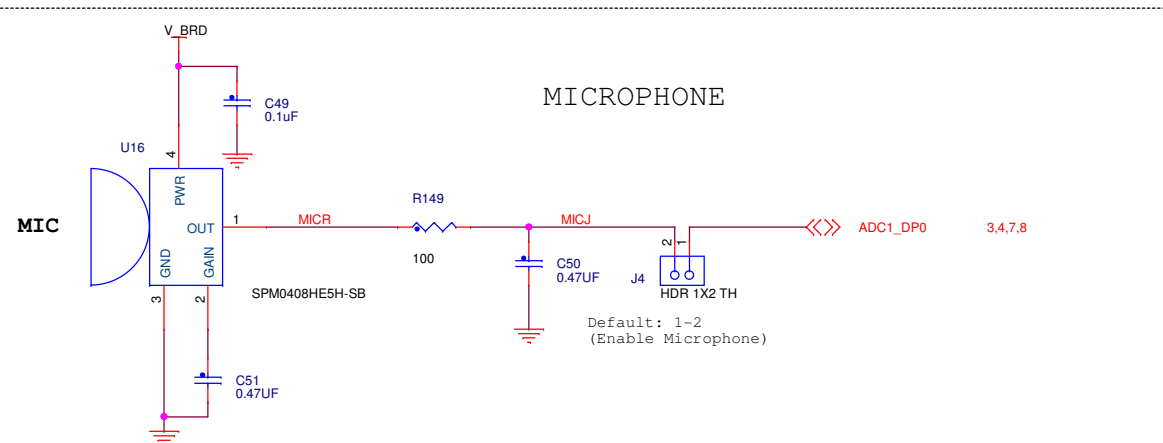 V_BRD
C49
0.1uF
MICROPHONE
U16
4
PWR
R149
MIC
OUT
1
MICR
MICJ
ADC1_DP0
3,4,7,8
2
1
GND
GAIN
100
C50
0.47UF
J4
SPM0408HE5H-SB
HDR 1X2 TH
3
2
Default: 1-2
(Enable Microphone)
C51
0.47UF